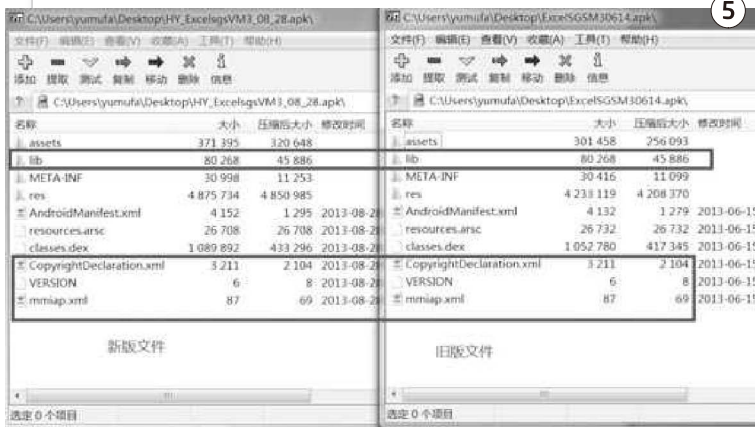 C:\Users\yumufa\Desktop\HY_ExcelsgsVM3_08_28.apk\
文件(F) 编辑(E) 查看(V) 收藏(A) 工具(T) 帮助(H)
添加 提取 测试 复制 移动 删除 信息
C:\Users\yumufa\Desktop\HY_ExcelsgsVM3_08_28.apk\
名称 大小 压缩后大小 修改时间
assets 371 395 320 648
lib 80 268 45 886
META-INF 30 998 11 253
res 4 875 734 4 850 985
AndroidManifest.xml 4 152 1 295 2013-08-28
resources.arsc 26 708 26 708 2013-08-28
classes.dex 1 089 892 433 296 2013-08-28
CopyrightDeclaration.xml 3 211 2 104 2013-08-28
VERSION 6 8 2013-08-28
mmiap.xml 87 69 2013-08-28
新版文件
选定 0 个项目
⑤
C:\Users\yumufa\Desktop\ExcelSGSM30614.apk\
文件(F) 编辑(E) 查看(V) 收藏(A) 工具(T) 帮助(H)
添加 提取 测试 复制 移动 删除 信息
C:\Users\yumufa\Desktop\ExcelSGSM30614.apk\
名称 大小 压缩后大小 修改时间
assets 301 458 256 093
lib 80 268 45 886
META-INF 30 416 11 099
res 4 233 119 4 208 370
AndroidManifest.xml 4 132 1 279 2013-06-15
resources.arsc 26 732 26 732 2013-06-15
classes.dex 1 052 780 417 345 2013-06-15
CopyrightDeclaration.xml 3 211 2 104 2013-06-15
VERSION 6 8 2013-06-15
mmiap.xml 87 69 2013-06-15
旧版文件
选定 0 个项目